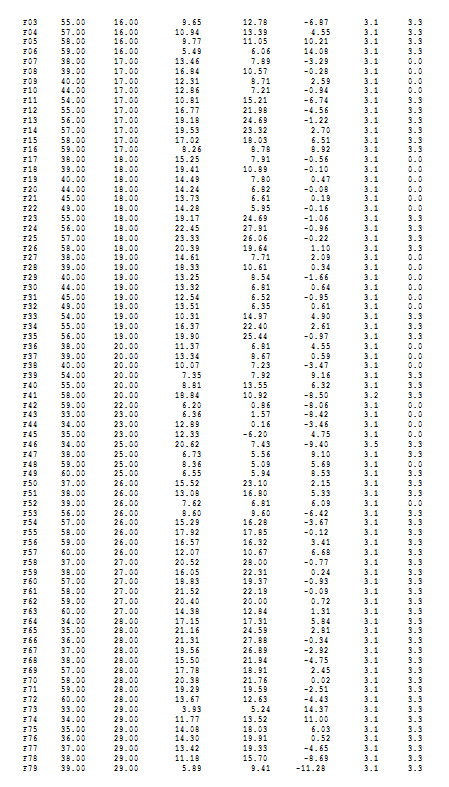 F03 55.00 16.00 9.65 12.78 -6.87 3.1 3.3
F04 57.00 16.00 10.94 13.39 4.55 3.1 3.3
F05 58.00 16.00 9.77 11.05 10.21 3.1 3.3
F06 59.00 16.00 5.49 6.06 14.08 3.1 3.3
F07 38.00 17.00 13.46 7.89 -3.29 3.1 0.0
F08 39.00 17.00 16.84 10.57 -0.28 3.1 0.0
F09 40.00 17.00 12.31 8.71 2.59 3.1 0.0
F10 44.00 17.00 12.86 7.21 -0.94 3.1 0.0
F11 54.00 17.00 10.81 15.21 -6.74 3.1 3.3
F12 55.00 17.00 16.77 21.98 -4.56 3.1 3.3
F13 56.00 17.00 19.18 24.69 -1.22 3.1 3.3
F14 57.00 17.00 19.53 23.32 2.70 3.1 3.3
F15 58.00 17.00 17.02 18.03 6.51 3.1 3.3
F16 59.00 17.00 8.26 8.78 8.92 3.1 3.3
F17 38.00 18.00 15.25 7.91 -0.56 3.1 0.0
F18 39.00 18.00 19.41 10.89 -0.10 3.1 0.0
F19 40.00 18.00 14.49 7.80 0.47 3.1 0.0
F20 44.00 18.00 14.24 6.82 -0.08 3.1 0.0
F21 45.00 18.00 13.73 6.61 0.19 3.1 0.0
F22 49.00 18.00 14.28 5.95 -0.16 3.1 0.0
F23 55.00 18.00 19.17 24.69 -1.06 3.1 3.3
F24 56.00 18.00 22.45 27.91 -0.96 3.1 3.3
F25 57.00 18.00 23.33 26.06 -0.22 3.1 3.3
F26 58.00 18.00 20.39 19.64 1.10 3.1 3.3
F27 38.00 19.00 14.61 7.71 2.09 3.1 0.0
F28 39.00 19.00 18.33 10.61 0.34 3.1 0.0
F29 40.00 19.00 13.25 8.54 -1.66 3.1 0.0
F30 44.00 19.00 13.32 6.81 0.64 3.1 0.0
F31 45.00 19.00 12.54 6.52 -0.95 3.1 0.0
F32 49.00 19.00 13.51 6.35 0.61 3.1 0.0
F33 54.00 19.00 10.31 14.97 4.90 3.1 3.3
F34 55.00 19.00 16.37 22.40 2.61 3.1 3.3
F35 56.00 19.00 19.90 25.44 -0.97 3.1 3.3
F36 38.00 20.00 11.37 6.81 4.55 3.1 0.0
F37 39.00 20.00 13.34 8.67 0.59 3.1 0.0
F38 40.00 20.00 10.07 7.23 -3.47 3.1 0.0
F39 54.00 20.00 7.35 7.92 9.16 3.1 3.3
F40 55.00 20.00 8.81 13.55 6.32 3.1 3.3
F41 58.00 20.00 18.84 10.92 -8.50 3.2 3.3
F42 59.00 22.00 6.20 0.86 -8.06 3.1 0.0
F43 33.00 23.00 6.36 1.57 -8.42 3.1 0.0
F44 34.00 23.00 12.89 0.16 -3.46 3.1 0.0
F45 35.00 23.00 12.33 -6.20 4.75 3.1 0.0
F46 34.00 25.00 20.62 7.43 -9.40 3.5 3.3
F47 38.00 25.00 6.73 5.56 9.10 3.1 3.3
F48 59.00 25.00 8.36 5.09 5.69 3.1 0.0
F49 60.00 25.00 6.55 5.94 8.53 3.1 3.3
F50 37.00 26.00 15.52 23.10 2.15 3.1 3.3
F51 38.00 26.00 13.08 16.80 5.33 3.1 3.3
F52 39.00 26.00 7.62 6.81 6.09 3.1 0.0
F53 56.00 26.00 8.60 9.60 -6.42 3.1 3.3
F54 57.00 26.00 15.29 16.28 -3.67 3.1 3.3
F55 58.00 26.00 17.92 17.85 -0.12 3.1 3.3
F56 59.00 26.00 16.57 16.32 3.41 3.1 3.3
F57 60.00 26.00 12.07 10.67 6.68 3.1 3.3
F58 37.00 27.00 20.52 28.00 -0.77 3.1 3.3
F59 38.00 27.00 16.05 22.31 0.24 3.1 3.3
F60 57.00 27.00 18.83 19.37 -0.93 3.1 3.3
F61 58.00 27.00 21.52 22.19 -0.09 3.1 3.3
F62 59.00 27.00 20.40 20.00 0.72 3.1 3.3
F63 60.00 27.00 14.38 12.84 1.31 3.1 3.3
F64 34.00 28.00 17.15 17.31 5.84 3.1 3.3
F65 35.00 28.00 21.16 24.59 2.81 3.1 3.3
F66 36.00 28.00 21.31 27.88 -0.34 3.1 3.3
F67 37.00 28.00 19.56 26.89 -2.92 3.1 3.3
F68 38.00 28.00 15.50 21.94 -4.75 3.1 3.3
F69 57.00 28.00 17.78 18.91 2.45 3.1 3.3
F70 58.00 28.00 20.38 21.76 0.02 3.1 3.3
F71 59.00 28.00 19.29 19.59 -2.51 3.1 3.3
F72 60.00 28.00 13.67 12.63 -4.43 3.1 3.3
F73 33.00 29.00 3.93 5.24 14.37 3.1 3.3
F74 34.00 29.00 11.77 13.52 11.00 3.1 3.3
F75 35.00 29.00 14.08 18.03 6.03 3.1 3.3
F76 36.00 29.00 14.30 19.91 0.52 3.1 3.3
F77 37.00 29.00 13.42 19.33 -4.65 3.1 3.3
F78 38.00 29.00 11.18 15.70 -8.69 3.1 3.3
F79 39.00 29.00 5.89 9.41 -11.28 3.1 3.3